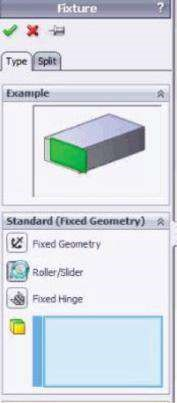 Fixture ?
Type Split
Example
Standard (Fixed Geometry)
Fixed Geometry
Roller/Slider
Fixed Hinge